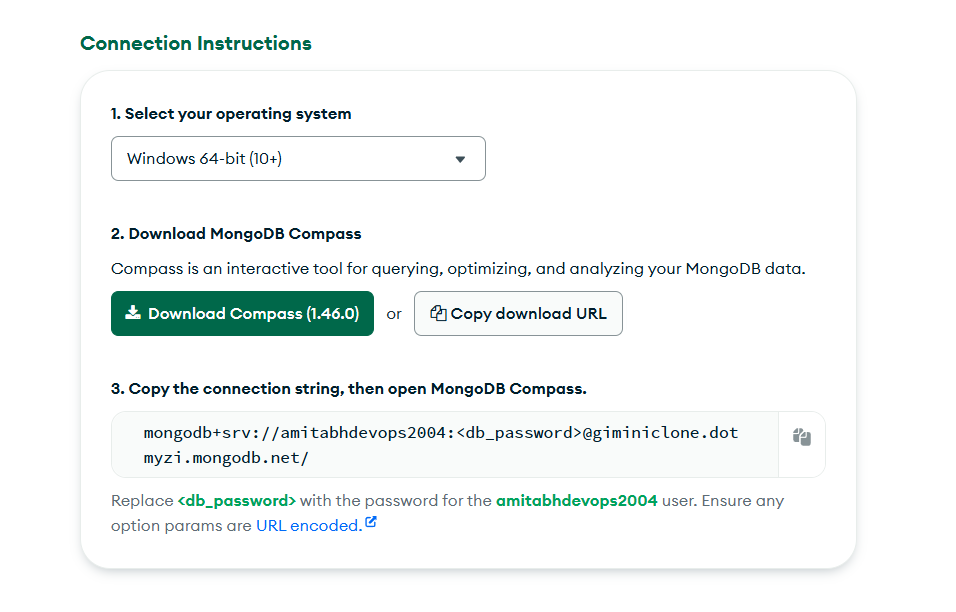 Connection Instructions
1. Select your operating system
Windows 64-bit (10+)
2. Download MongoDB Compass
Compass is an interactive tool for querying, optimizing, and analyzing your MongoDB data.
Download Compass (1.46.0) or Copy download URL
3. Copy the connection string, then open MongoDB Compass.
mongodb+srv://amitabhdevops2004:<db_password>@giminiclone.dot
myzi.mongodb.net/
Replace <db_password> with the password for the amitabhdevops2004 user. Ensure any
option params are URL encoded.